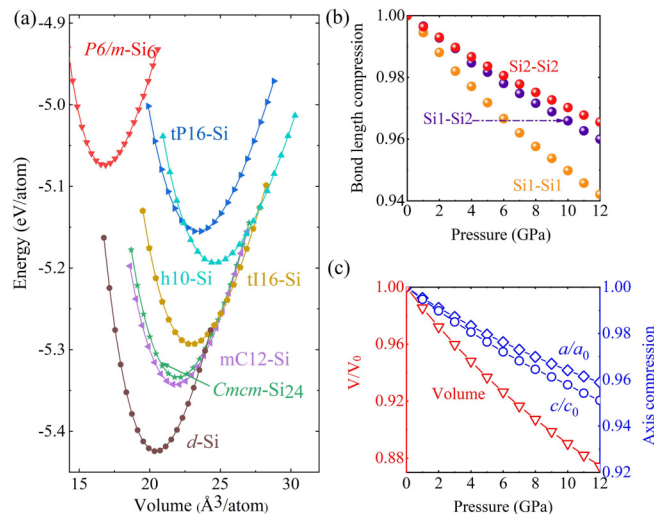 (a)
-4.9
-5.0
-5.1
-5.2
-5.3
-5.4
Energy (eV/atom)
P6/m-Si6
tP16-Si
h10-Si
tI16-Si
mC12-Si
Cmcm-Si24
d-Si
15 20 25 30
Volume (Å3/atom)
(b)
1.00
0.98
0.96
0.94
Bond length compression
Si2-Si2
Si1-Si2
Si1-Si1
0 2 4 6 8 10 12
Pressure (GPa)
(c)
1.00
0.96
0.92
0.88
V/V0
a/a0
c/c0
Volume
1.00
0.98
0.96
0.94
0.92
Axis compression
0 2 4 6 8 10 12
Pressure (GPa)